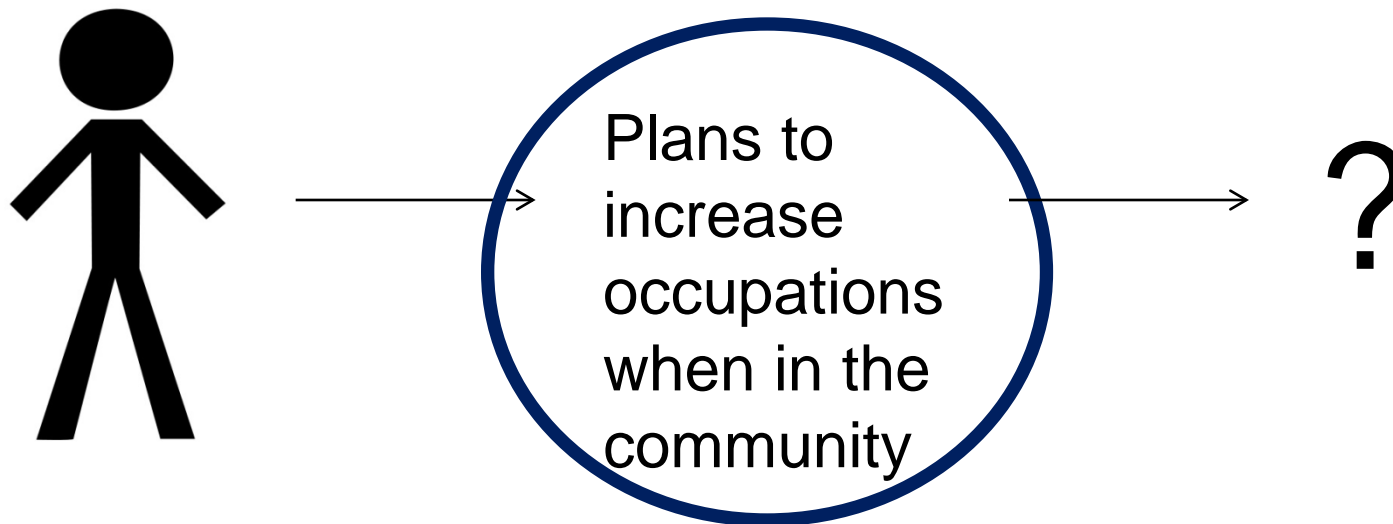 Plans to
increase
occupations
when in the
community
?